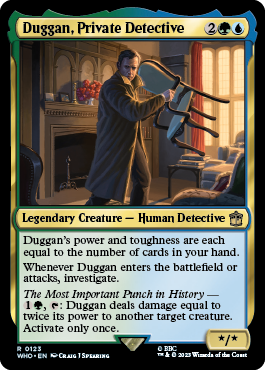 Duggan, Private Detective 2
Legendary Creature — Human Detective
Duggan's power and toughness are each
equal to the number of cards in your hand.
Whenever Duggan enters the battlefield or
attacks, investigate.
The Most Important Punch in History —
1, : Duggan deals damage equal to
twice its power to another target creature.
Activate only once.
*/*
R 0123 © BBC
WHO • EN Craig J Spearing ™ & © 2023 Wizards of the Coast